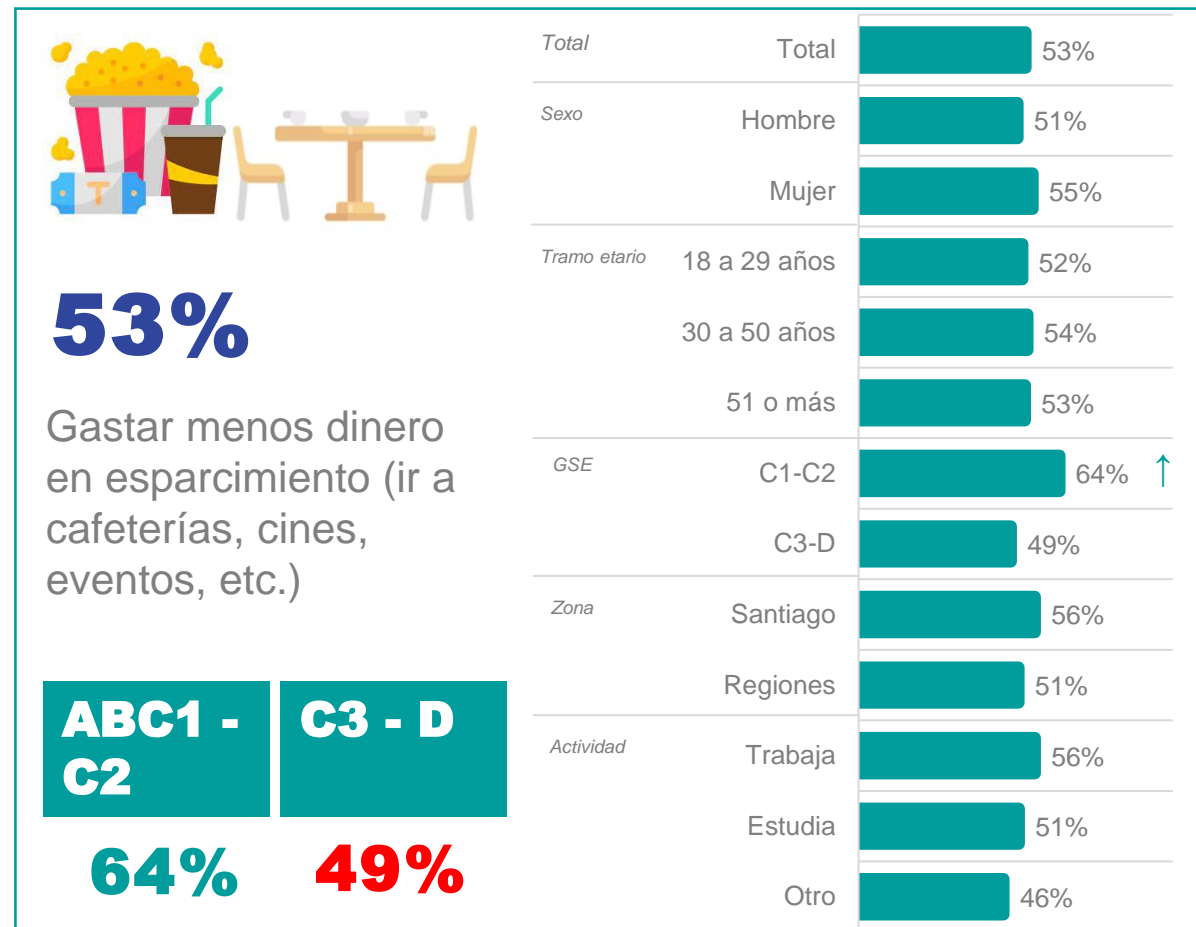 53%
Gastar menos dinero
en esparcimiento (ir a
cafeterías, cines,
eventos, etc.)
ABC1 -
C2
C3 - D
64%
49%
T
Total
Total
53%
Sexo
Hombre
51%
Mujer
55%
Tramo etario
18 a 29 años
52%
30 a 50 años
54%
51 o más
53%
GSE
C1-C2
64% ↑
C3-D
49%
Zona
Santiago
56%
Regiones
51%
Actividad
Trabaja
56%
Estudia
51%
Otro
46%